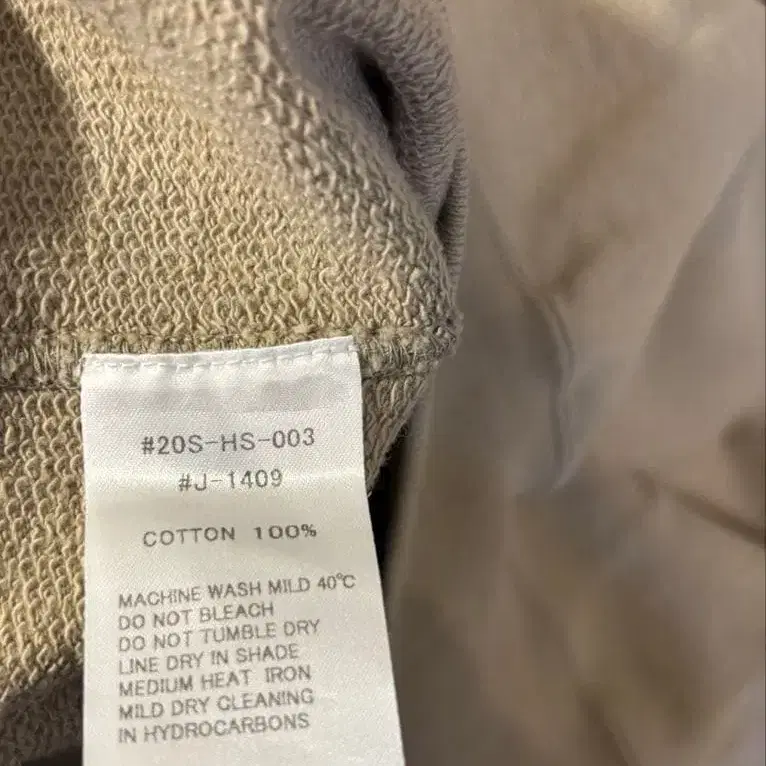 #20S-HS-003
#J-1409
COTTON 100%
MACHINE WASH MILD 40°C
DO NOT BLEACH
DO NOT TUMBLE DRY
LINE DRY IN SHADE
MEDIUM HEAT IRON
MILD DRY CLEANING
IN HYDROCARBONS